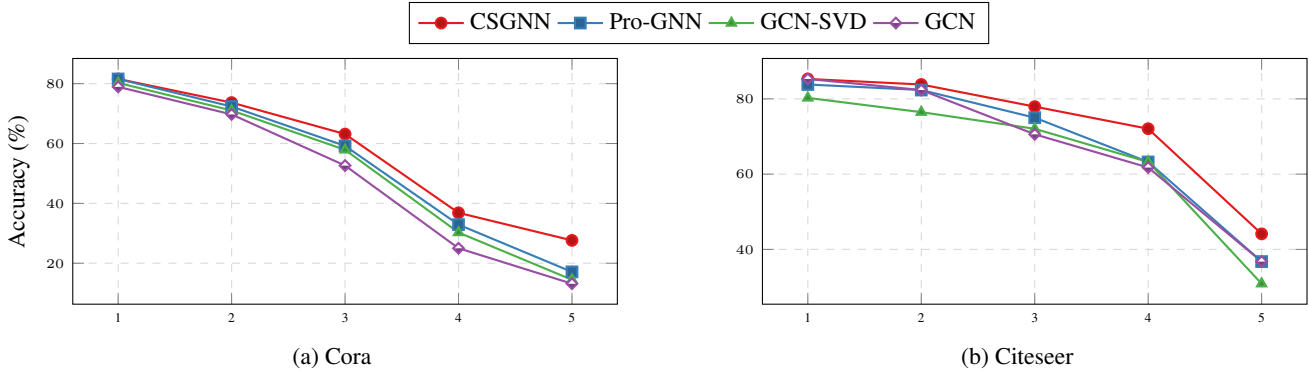 CSGNN Pro-GNN GCN-SVD GCN
Accuracy (%)
80
60
40
20
1 2 3 4 5
(a) Cora
80
60
40
1 2 3 4 5
(b) Citeseer